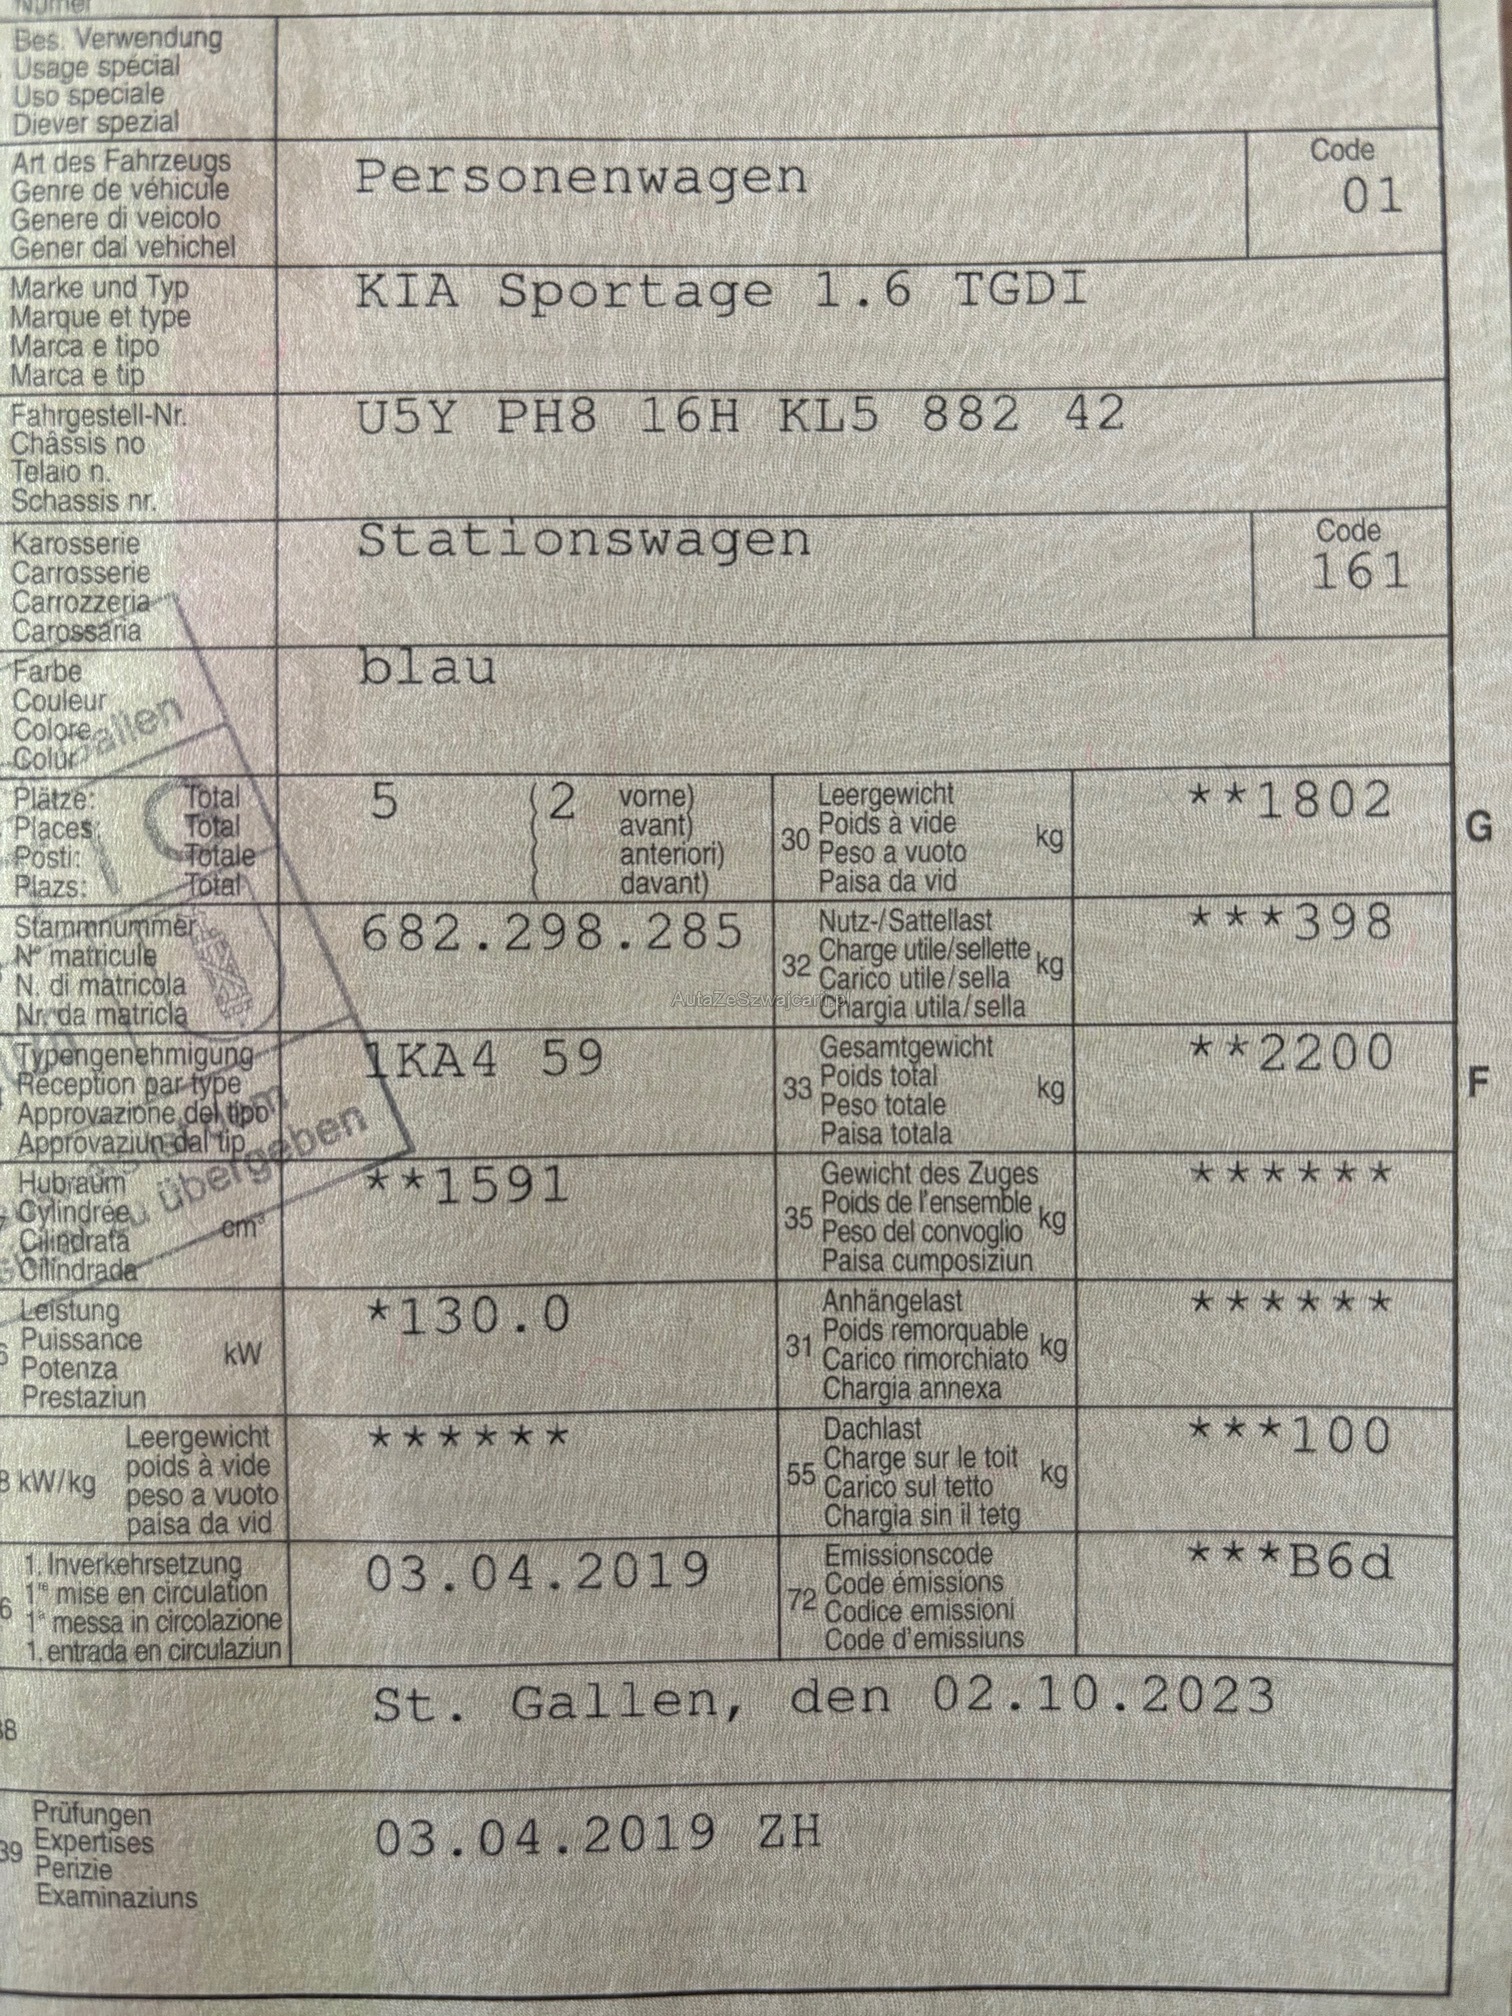 Bes. Verwendung
Usage spécial
Uso speciale
Diever spezial
Art des Fahrzeugs
Genre de véhicule
Genere di veicolo
Gener dal vehichel
Personenwagen
Code
01
Marke und Typ
Marque et type
Marca e tipo
Marca e tip
KIA Sportage 1.6 TGDI
Fahrgestell-Nr.
Châssis no
Telaio n.
Schassis nr.
U5Y PH8 16H KL5 882 42
Karosserie
Carrosserie
Carrozzeria
Carossaria
Stationswagen
Code
161
Farbe
Couleur
Colore
Colur
blau
Plätze: Total
Places: Total
Posti: Totale
Plazs: Total
5 (2 vorne)
( avant)
( anteriori)
( davant)
30 Leergewicht
Poids à vide
Peso a vuoto
Paisa da vid
kg
**1802
G
Stammnummer
N° matricule
N. di matricola
Nr. da matricla
682.298.285
32 Nutz-/Sattellast
Charge utile/sellette
Carico utile/sella
Chargia utila/sella
kg
***398
AutaZeSzwajcarii.pl
Typengenehmigung
Réception par type
Approvazione del tipo
Approvaziun dal tip
1KA4 59
33 Gesamtgewicht
Poids total
Peso totale
Paisa totala
kg
**2200
F
Hubraum
Cylindrée
Cilindrata
Cilindrada
cm³
**1591
35 Gewicht des Zuges
Poids de l'ensemble
Peso del convoglio
Paisa cumposiziun
kg
******
Leistung
Puissance
Potenza
Prestaziun
kW
*130.0
31 Anhängelast
Poids remorquable
Carico rimorchiato
Chargia annexa
kg
******
kW/kg
Leergewicht
poids à vide
peso a vuoto
paisa da vid
******
55 Dachlast
Charge sur le toit
Carico sul tetto
Chargia sin il tetg
kg
***100
1. Inverkehrsetzung
1re mise en circulation
1a messa in circolazione
1. entrada en circulaziun
03.04.2019
72 Emissionscode
Code émissions
Codice emissioni
Code d'emissiuns
***B6d
St. Gallen, den 02.10.2023
39 Prüfungen
Expertises
Perizie
Examinaziuns
03.04.2019 ZH
zu übergeben